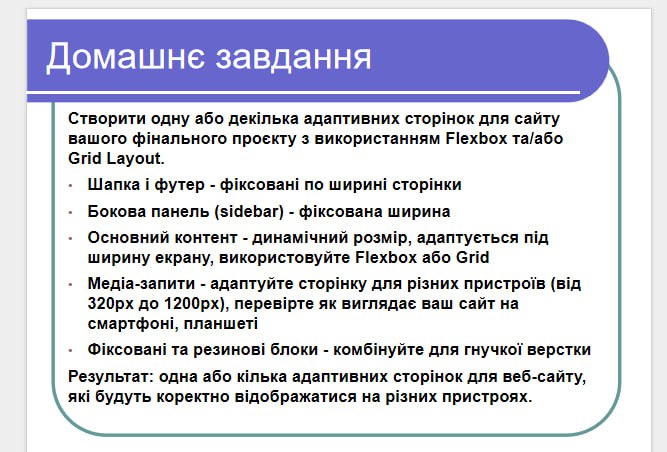 Домашнє завдання
Створити одну або декілька адаптивних сторінок для сайту
вашого фінального проєкту з використанням Flexbox та/або
Grid Layout.
• Шапка і футер - фіксовані по ширині сторінки
• Бокова панель (sidebar) - фіксована ширина
• Основний контент - динамічний розмір, адаптується під
ширину екрану, використовуйте Flexbox або Grid
• Медіа-запити - адаптуйте сторінку для різних пристроїв (від
320px до 1200px), перевірте як виглядає ваш сайт на
смартфоні, планшеті
• Фіксовані та резинові блоки - комбінуйте для гнучкої верстки
Результат: одна або кілька адаптивних сторінок для веб-сайту,
які будуть коректно відображатися на різних пристроях.